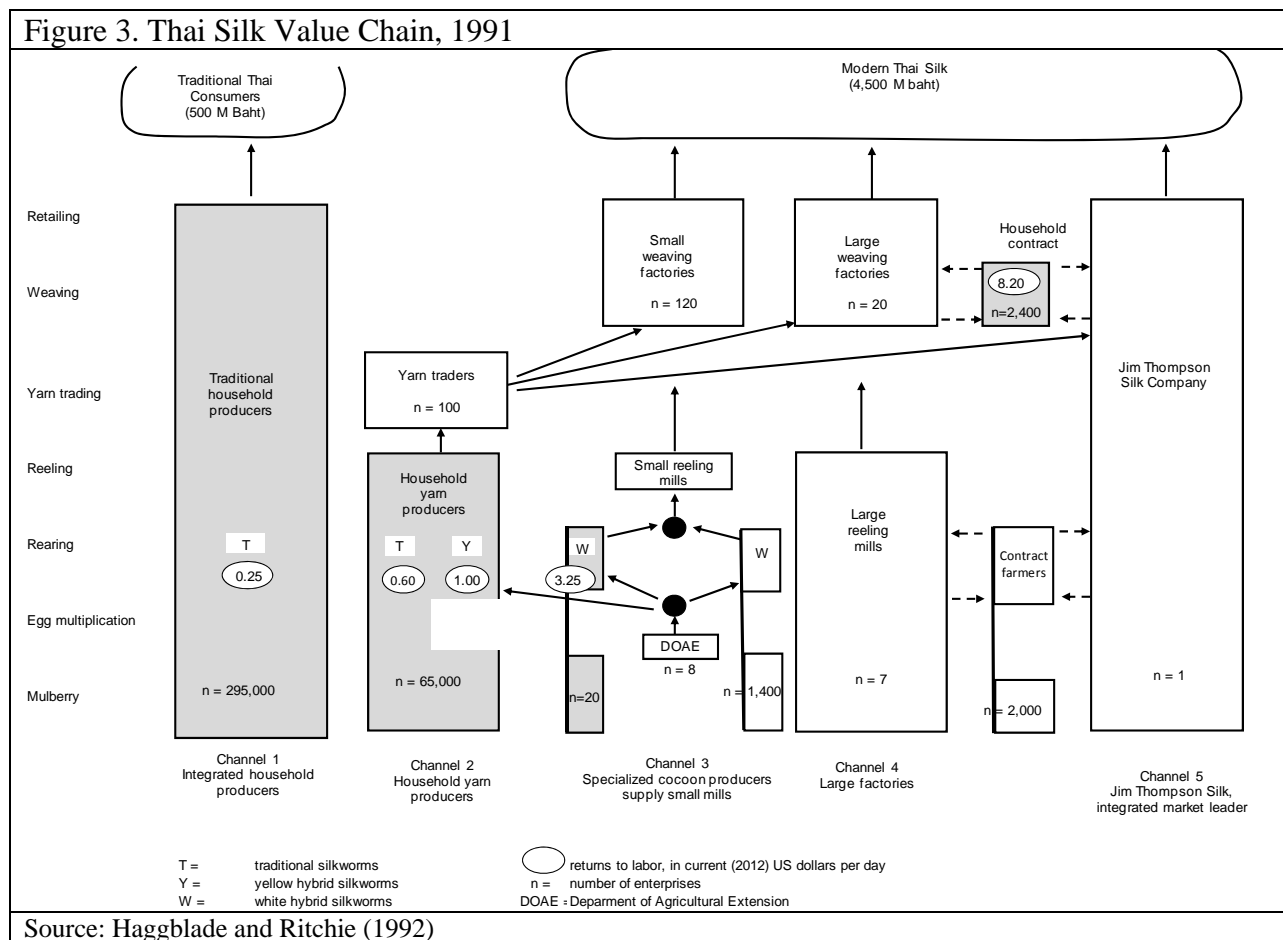 Figure 3. Thai Silk Value Chain, 1991
Traditional Thai
Consumers
(500 M Baht)
Modern Thai Silk
(4,500 M baht)
Retailing
Weaving
Yarn trading
Reeling
Rearing
Egg multiplication
Mulberry
Traditional
household
producers
T
0.25
n = 295,000
Channel 1
Integrated household
producers
Yarn traders
n = 100
Household
yarn
producers
T
Y
0.60
1.00
n = 65,000
Channel 2
Household yarn
producers
Small
weaving
factories
n = 120
Small reeling
mills
W
3.25
W
DOAE
n = 8
n=20
n = 1,400
Channel 3
Specialized cocoon producers
supply small mills
Large
weaving
factories
n = 20
Large
reeling
mills
n = 7
Channel 4
Large factories
Household
contract
8.20
n=2,400
Contract
farmers
n = 2,000
Jim Thompson
Silk Company
n = 1
Channel 5
Jim Thompson Silk,
integrated market leader
T = traditional silkworms
Y = yellow hybrid silkworms
W = white hybrid silkworms
returns to labor, in current (2012) US dollars per day
n = number of enterprises
DOAE = Deparment of Agricultural Extension
Source: Haggblade and Ritchie (1992)